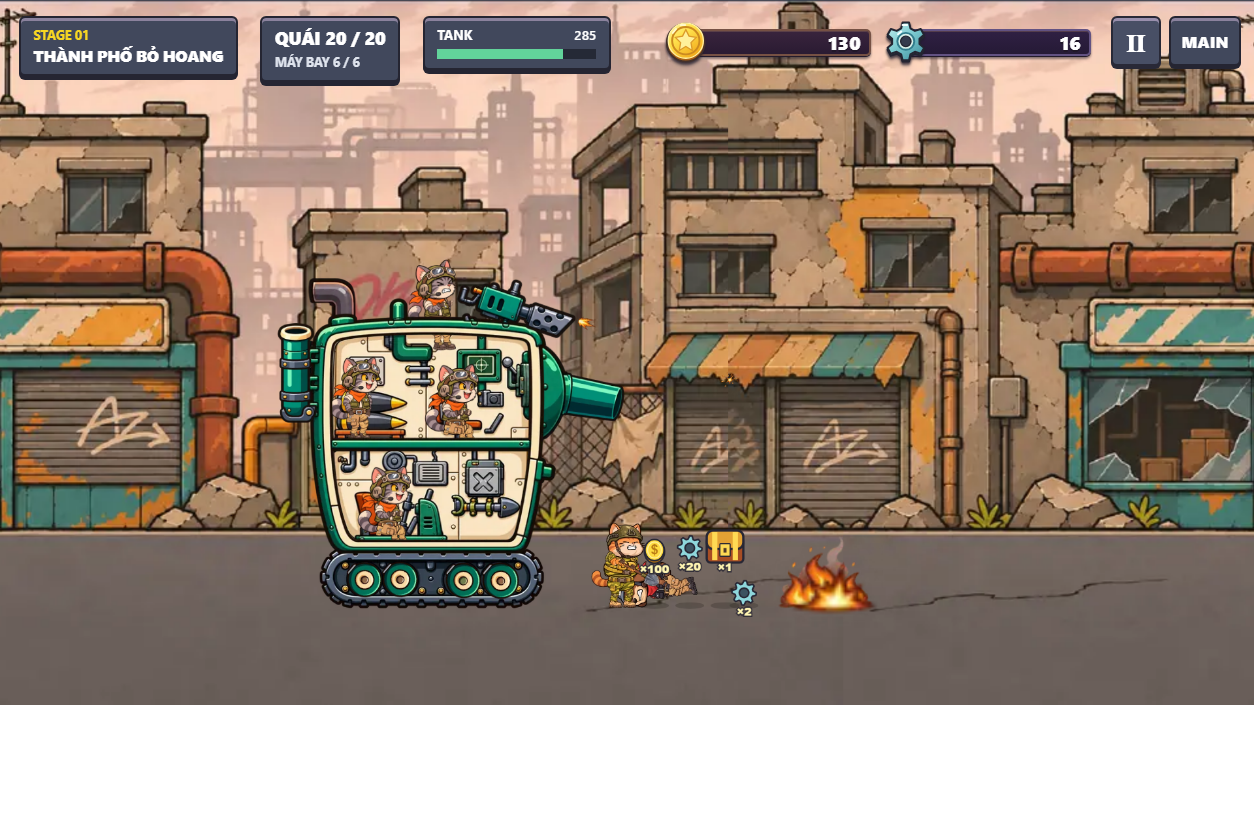 STAGE 01
THÀNH PHỐ BỎ HOANG
QUÁI 20 / 20
MÁY BAY 6 / 6
TANK 285
130
16
II
MAIN
×100
×20
×1
×2